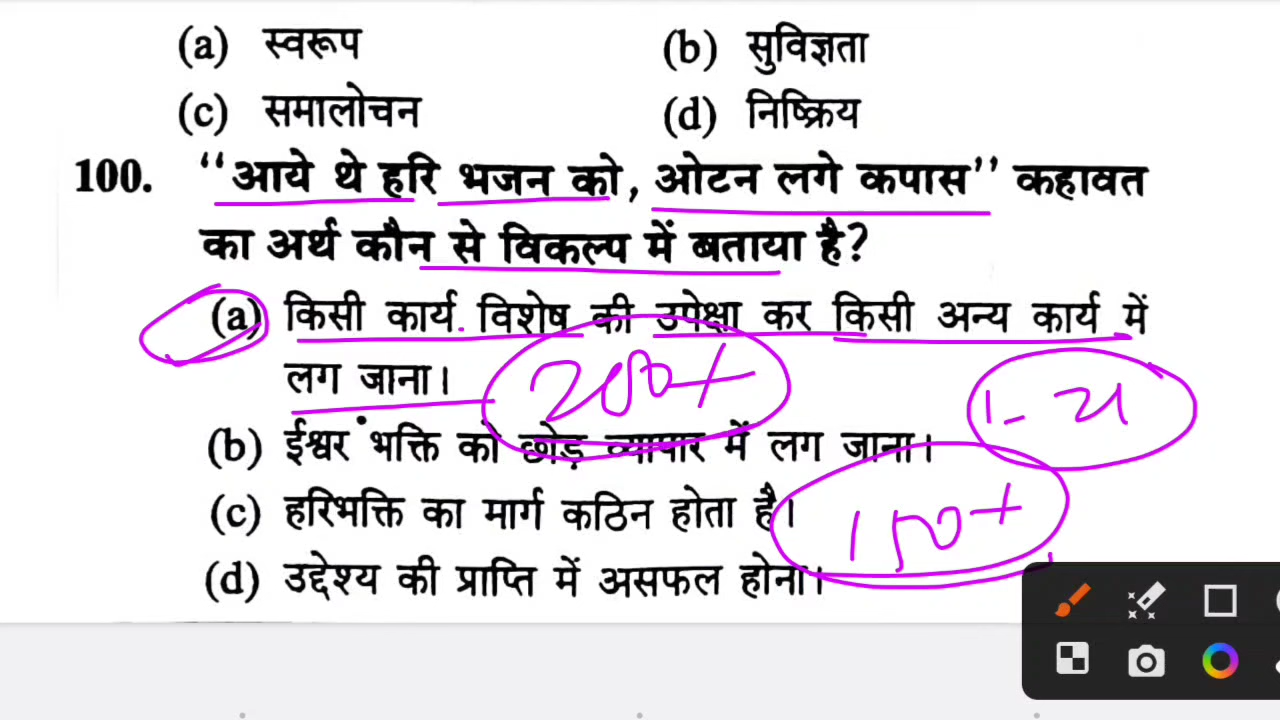 (a) स्वरूप (b) सुविज्ञता
(c) समालोचन (d) निष्क्रिय
100. “आये थे हरि भजन को, ओटन लगे कपास” कहावत
का अर्थ कौन से विकल्प में बताया है?
(a) किसी कार्य विशेष की उपेक्षा कर किसी अन्य कार्य में
लग जाना।
200+
1-21
(b) ईश्वर भक्ति को छोड़ व्यापार में लग जाना।
(c) हरिभक्ति का मार्ग कठिन होता है।
150+
(d) उद्देश्य की प्राप्ति में असफल होना।